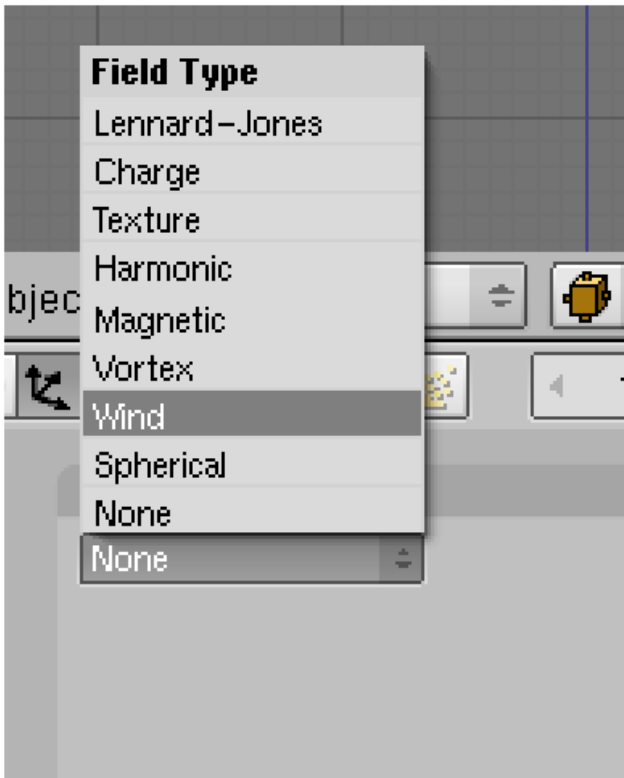 Field Type
Lennard-Jones
Charge
Texture
Harmonic
bjec
Magnetic
Vortex
Wind
Spherical
None
None